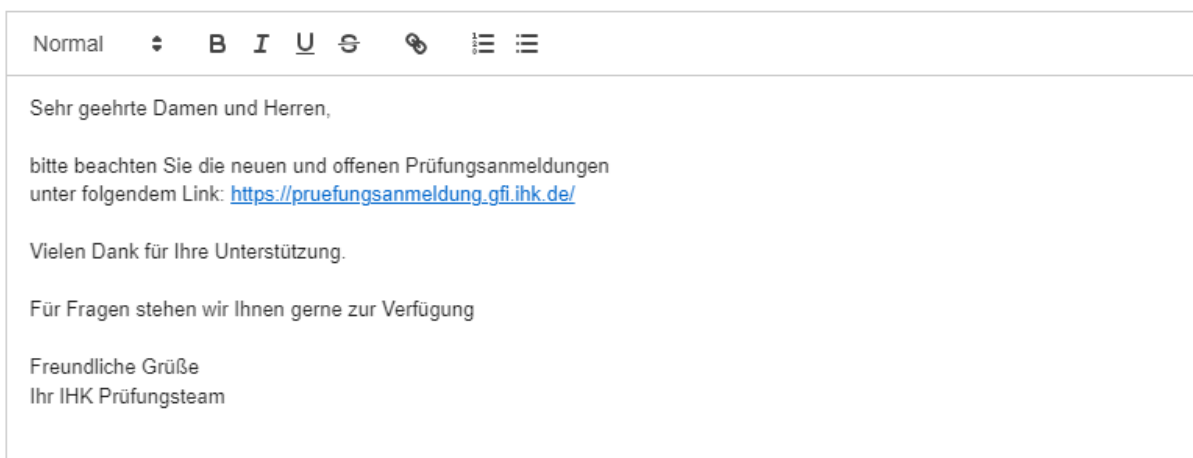 Normal
Sehr geehrte Damen und Herren,
bitte beachten Sie die neuen und offenen Prüfungsanmeldungen
unter folgendem Link: https://pruefungsanmeldung.gfi.ihk.de/
Vielen Dank für Ihre Unterstützung.
Für Fragen stehen wir Ihnen gerne zur Verfügung
Freundliche Grüße
Ihr IHK Prüfungsteam